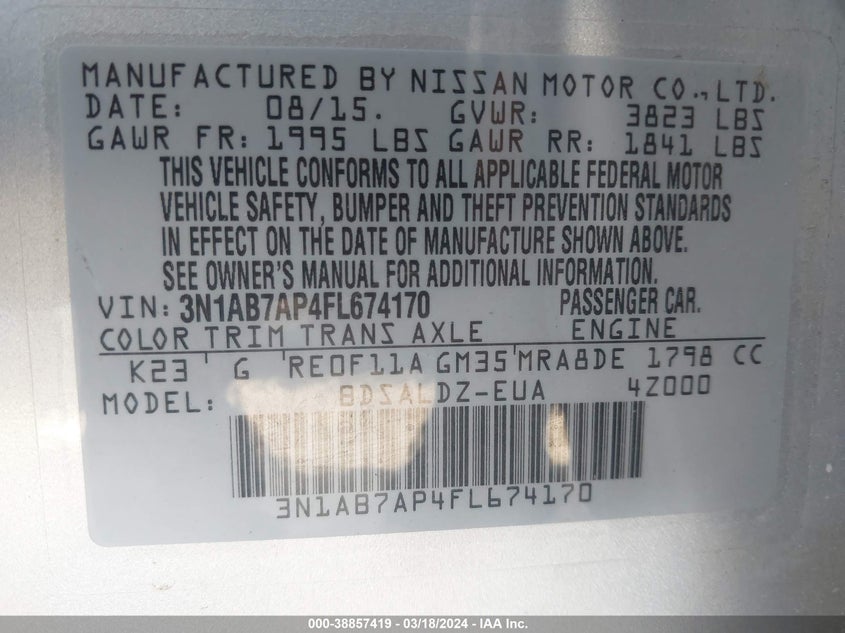 MANUFACTURED BY NISSAN MOTOR CO., LTD.
DATE: 08/15. GVWR: 3823 LBS
GAWR FR: 1995 LBS GAWR RR: 1841 LBS
THIS VEHICLE CONFORMS TO ALL APPLICABLE FEDERAL MOTOR
VEHICLE SAFETY, BUMPER AND THEFT PREVENTION STANDARDS
IN EFFECT ON THE DATE OF MANUFACTURE SHOWN ABOVE.
SEE OWNER'S MANUAL FOR ADDITIONAL INFORMATION.
VIN: 3N1AB7AP4FL674170 PASSENGER CAR.
COLOR TRIM TRANS AXLE ENGINE
K23 G RE0F11A GM35 MRA8DE 1798 CC
MODEL: BDSALDZ-EUA 4Z000
3N1AB7AP4FL674170
000-38857419 - 03/18/2024 - IAA Inc.